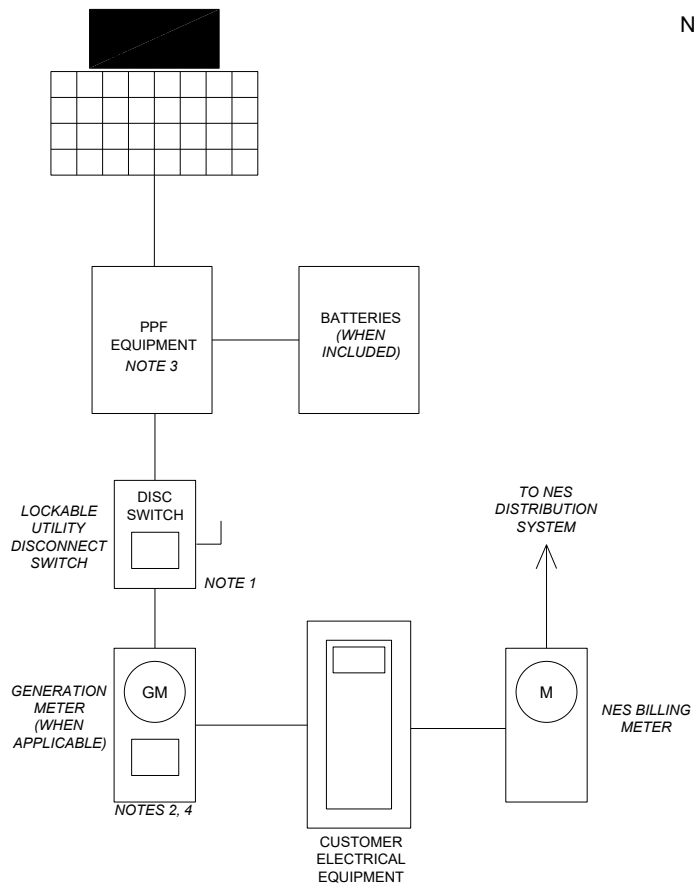 N
PPF
EQUIPMENT
NOTE 3
BATTERIES
(WHEN
INCLUDED)
LOCKABLE
UTILITY
DISCONNECT
SWITCH
DISC
SWITCH
NOTE 1
TO NES
DISTRIBUTION
SYSTEM
GENERATION
METER
(WHEN
APPLICABLE)
GM
NOTES 2, 4
M
NES BILLING
METER
CUSTOMER
ELECTRICAL
EQUIPMENT